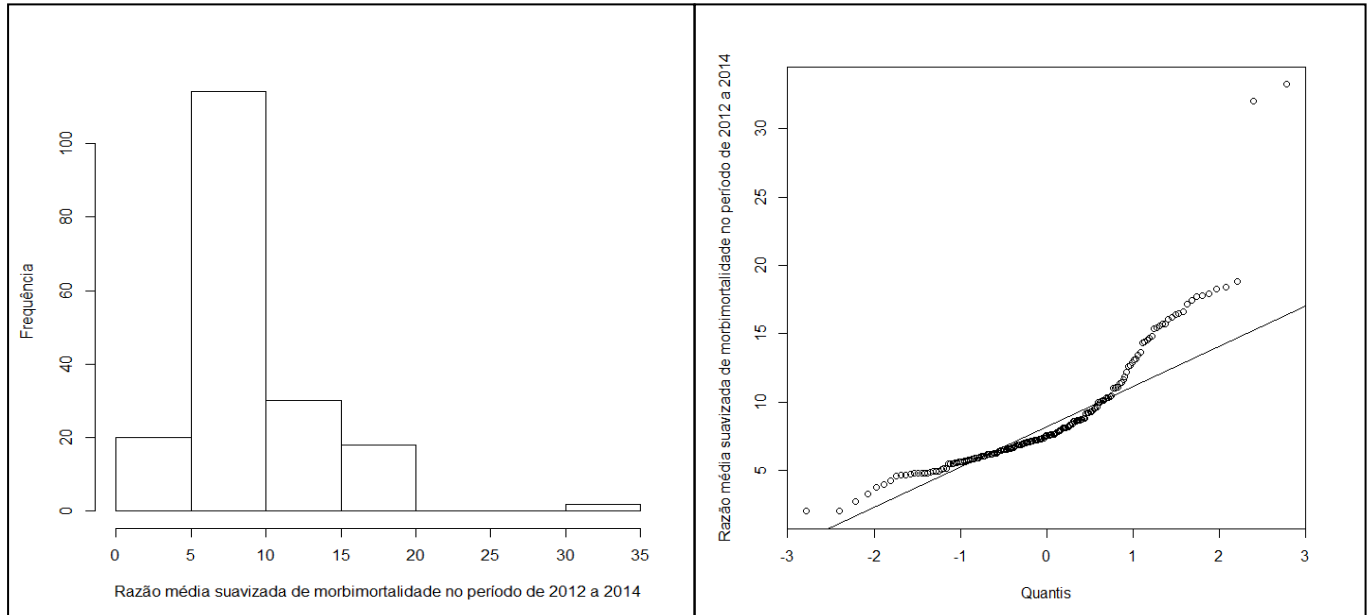 Frequência
100
80
60
40
20
0
0 5 10 15 20 25 30 35
Razão média suavizada de morbimortalidade no período de 2012 a 2014
Razão média suavizada de morbimortalidade no período de 2012 a 2014
30
25
20
15
10
5
-3 -2 -1 0 1 2 3
Quantis